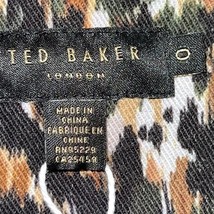 TED BAKER
LONDON
0
MADE IN
CHINA
FABRIQUE EN
CHINE
RN95229
CA25458